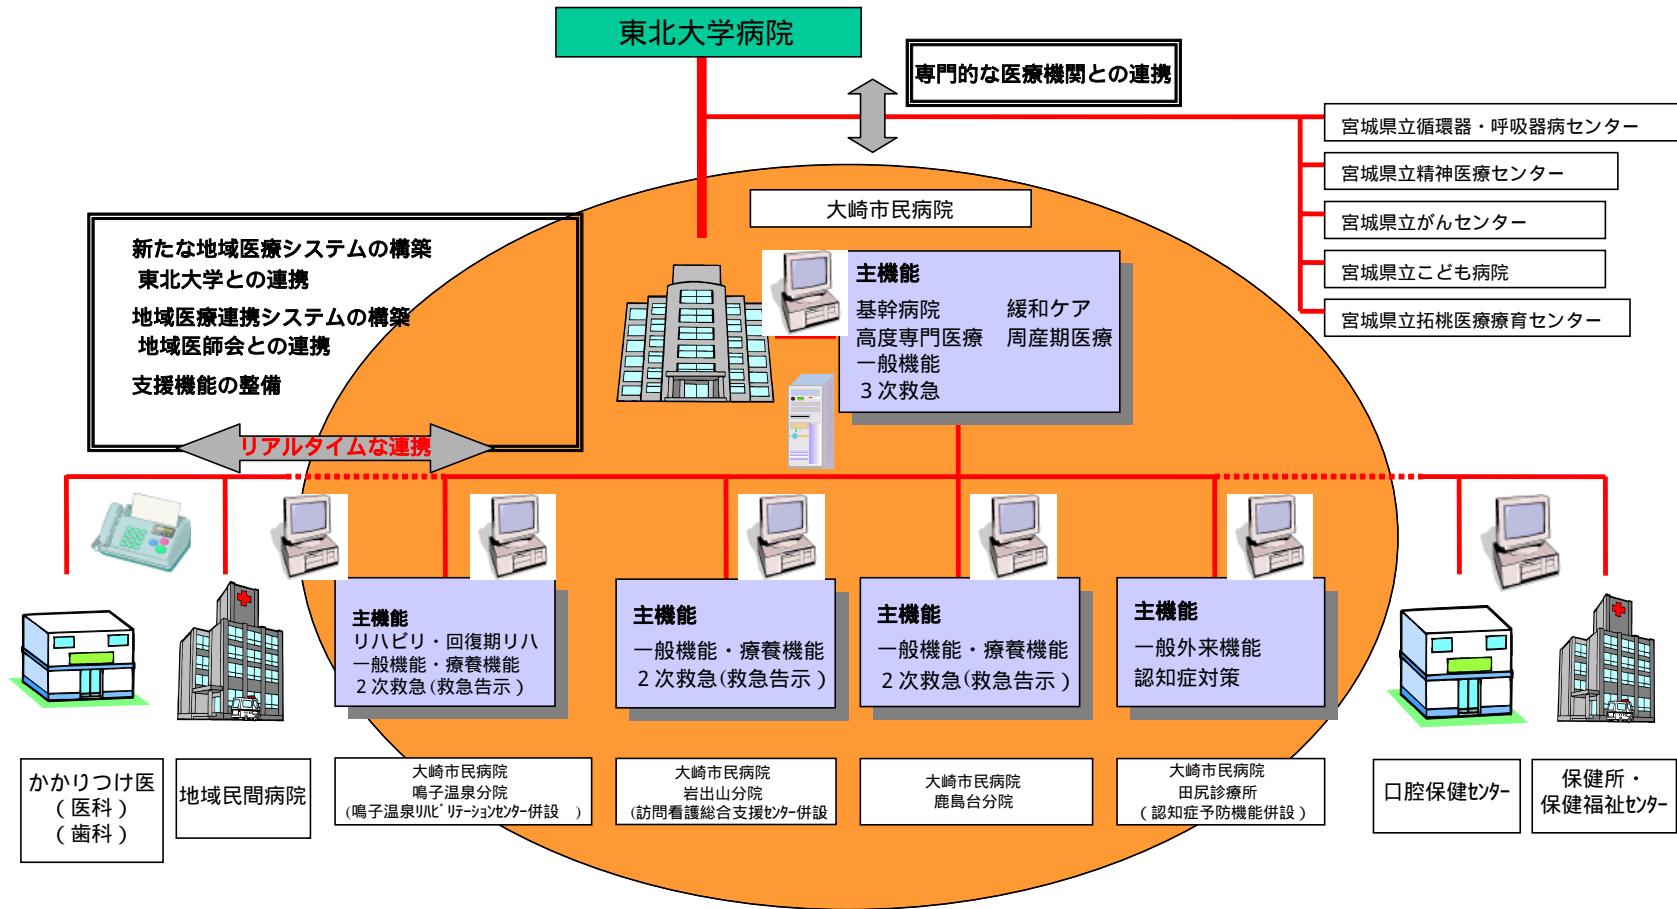 東北大学病院
専門的な医療機関との連携
宮城県立循環器・呼吸器病センター
宮城県立精神医療センター
宮城県立がんセンター
宮城県立こども病院
宮城県立拓桃医療療育センター
大崎市民病院
新たな地域医療システムの構築
東北大学との連携
地域医療連携システムの構築
地域医師会との連携
支援機能の整備
リアルタイムな連携
主機能
基幹病院 緩和ケア
高度専門医療 周産期医療
一般機能
３次救急
主機能
リハビリ・回復期リハ
一般機能・療養機能
２次救急(救急告示）
主機能
一般機能・療養機能
２次救急(救急告示）
主機能
一般機能・療養機能
２次救急(救急告示）
主機能
一般外来機能
認知症対策
かかりつけ医
（医科）
（歯科）
地域民間病院
大崎市民病院
鳴子温泉分院
(鳴子温泉ﾘﾊﾋﾞﾘテーションセンター併設 ）
大崎市民病院
岩出山分院
(訪問看護総合支援ｾﾝﾀｰ併設
大崎市民病院
鹿島台分院
大崎市民病院
田尻診療所
（認知症予防機能併設）
口腔保健ｾﾝﾀｰ
保健所・
保健福祉ｾﾝﾀｰ